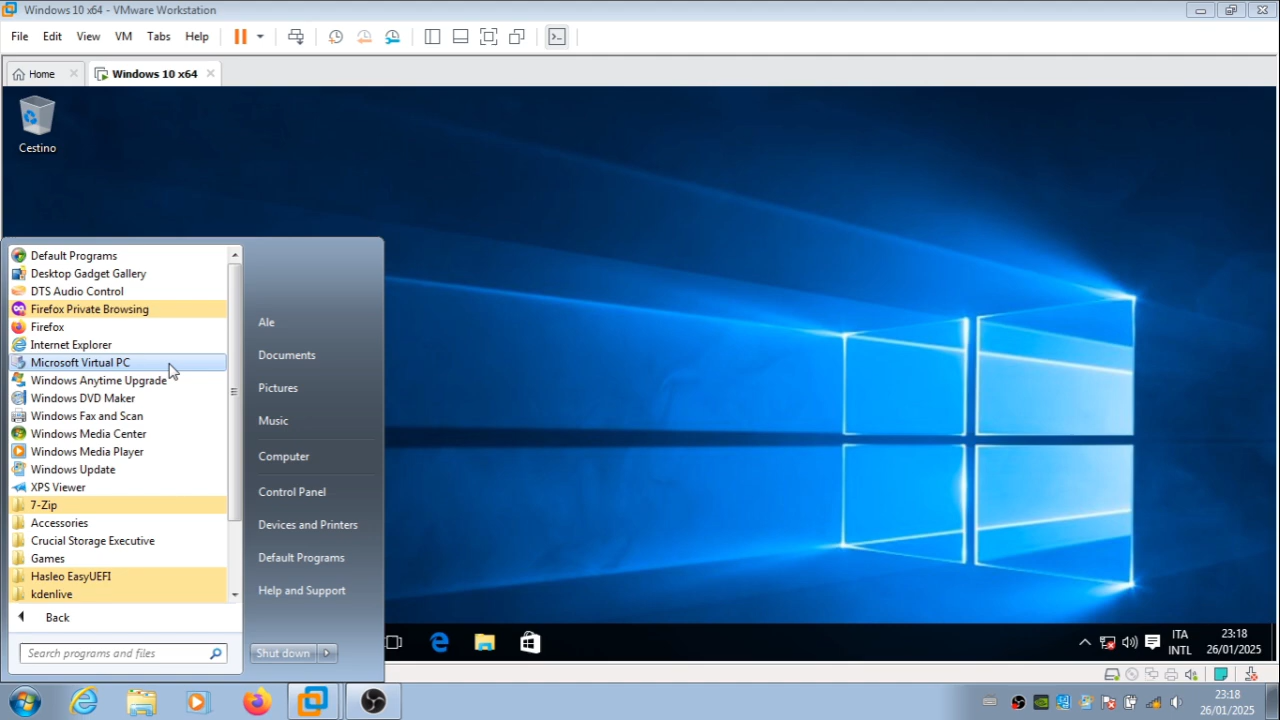 Windows 10 x64 - VMware Workstation
File Edit View VM Tabs Help
Home
Windows 10 x64
Cestino
Default Programs
Desktop Gadget Gallery
DTS Audio Control
Firefox Private Browsing
Firefox
Internet Explorer
Microsoft Virtual PC
Windows Anytime Upgrade
Windows DVD Maker
Windows Fax and Scan
Windows Media Center
Windows Media Player
Windows Update
XPS Viewer
7-Zip
Accessories
Crucial Storage Executive
Games
Hasleo EasyUEFI
kdenlive
Back
Search programs and files
Ale
Documents
Pictures
Music
Computer
Control Panel
Devices and Printers
Default Programs
Help and Support
Shut down
ITA
INTL
23:18
26/01/2025
23:18
26/01/2025